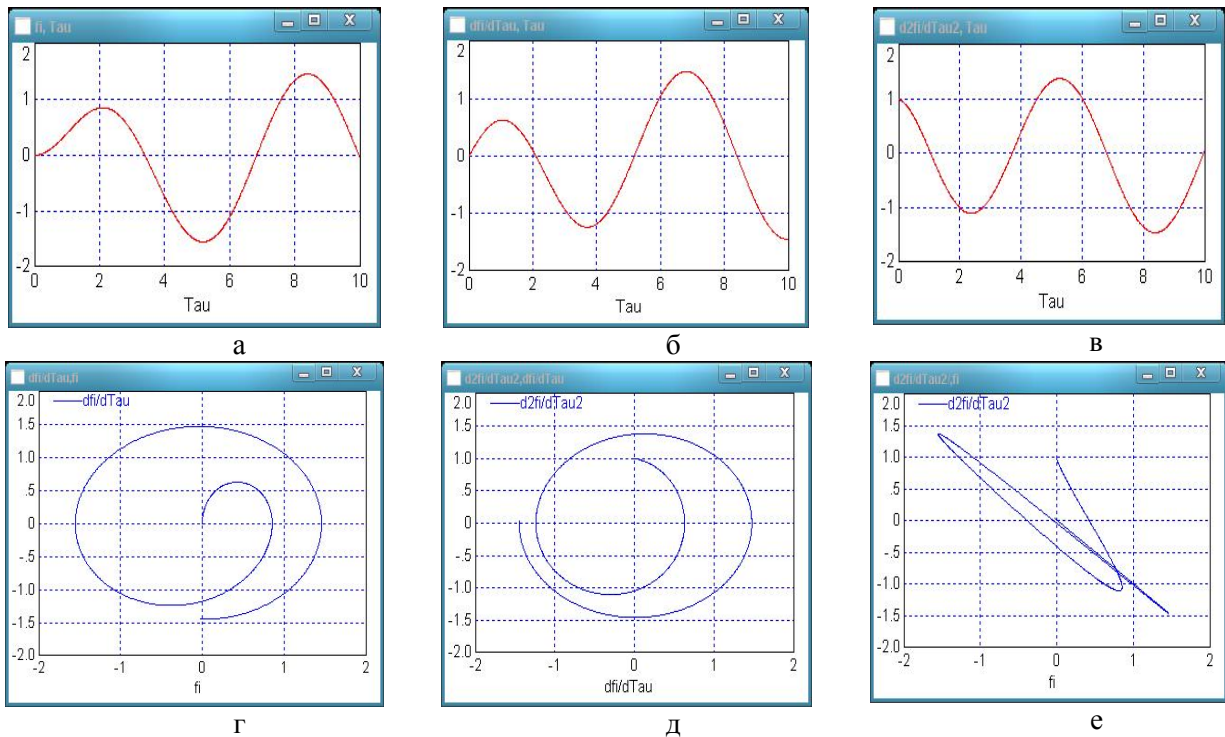 fi, Tau
2
1
0
-1
-2
0 2 4 6 8 10
Tau
а
dfi/dTau, Tau
2
1
0
-1
-2
0 2 4 6 8 10
Tau
б
d2fi/dTau2, Tau
2
1
0
-1
-2
0 2 4 6 8 10
Tau
в
dfi/dTau,fi
dfi/dTau
2.0
1.5
1.0
.5
0
-.5
-1.0
-1.5
-2.0
-2 -1 0 1 2
fi
г
d2fi/dTau2,dfi/dTau
d2fi/dTau2
2.0
1.5
1.0
.5
0
-.5
-1.0
-1.5
-2.0
-2 -1 0 1 2
dfi/dTau
д
d2fi/dTau2/,fi
d2fi/dTau2
2.0
1.5
1.0
.5
0
-.5
-1.0
-1.5
-2.0
-2 -1 0 1 2
fi
е